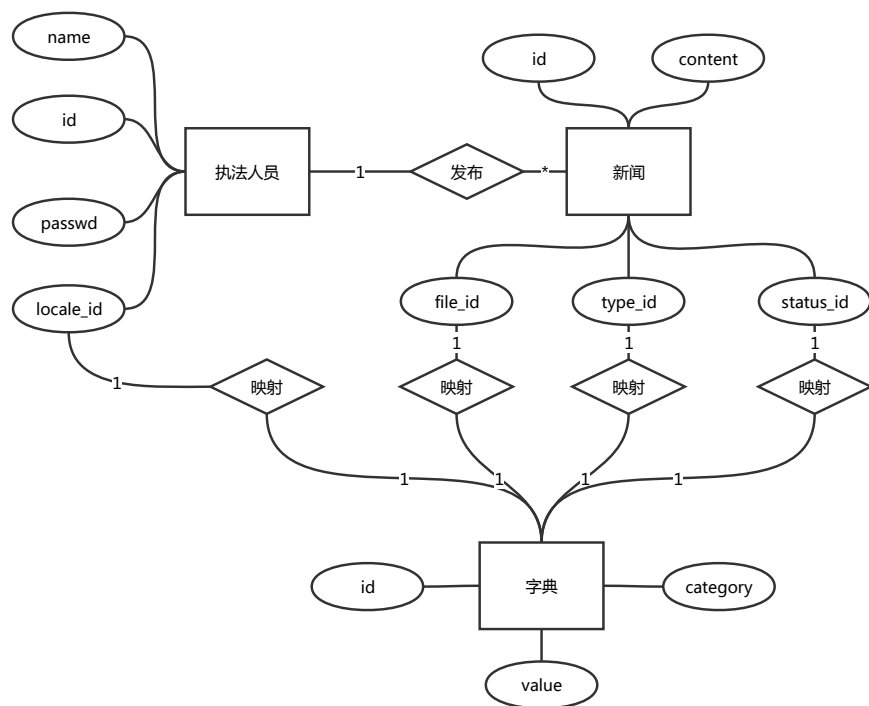 name
id
content
id
执法人员
1
发布
*
新闻
passwd
locale_id
file_id
type_id
status_id
1
1
1
1
映射
映射
映射
映射
1
1
1
1
id
字典
category
value